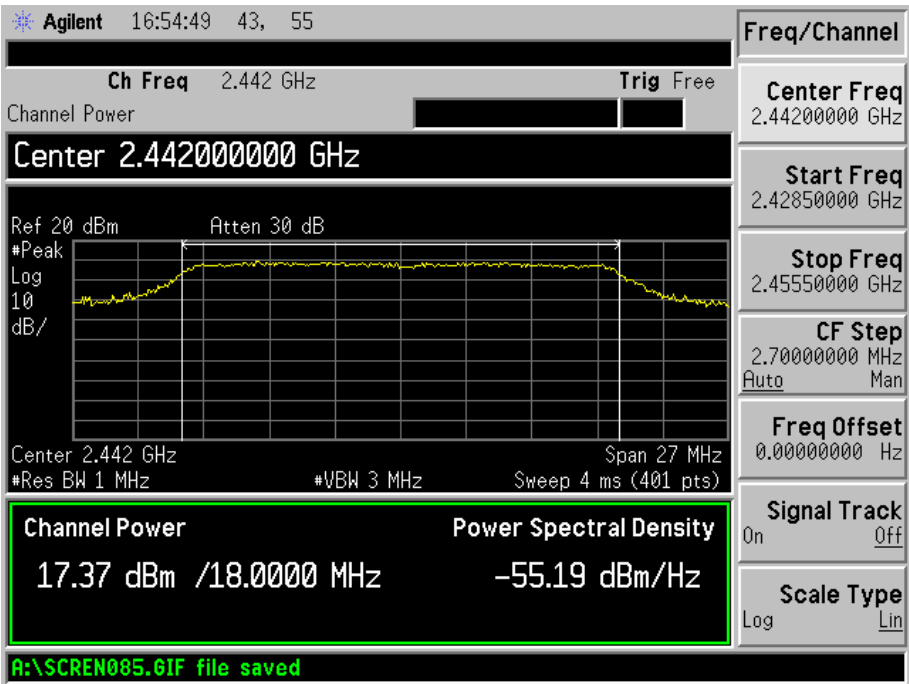 Agilent 16:54:49 43, 55
Freq/Channel
Ch Freq 2.442 GHz Trig Free
Channel Power
Center 2.442000000 GHz
Ref 20 dBm Atten 30 dB
#Peak
Log
10
dB/
Center 2.442 GHz Span 27 MHz
#Res BW 1 MHz #VBW 3 MHz Sweep 4 ms (401 pts)
Channel Power Power Spectral Density
17.37 dBm /18.0000 MHz -55.19 dBm/Hz
A:\SCREN085.GIF file saved
Center Freq
2.44200000 GHz
Start Freq
2.42850000 GHz
Stop Freq
2.45550000 GHz
CF Step
2.70000000 MHz
Auto Man
Freq Offset
0.00000000 Hz
Signal Track
On Off
Scale Type
Log Lin